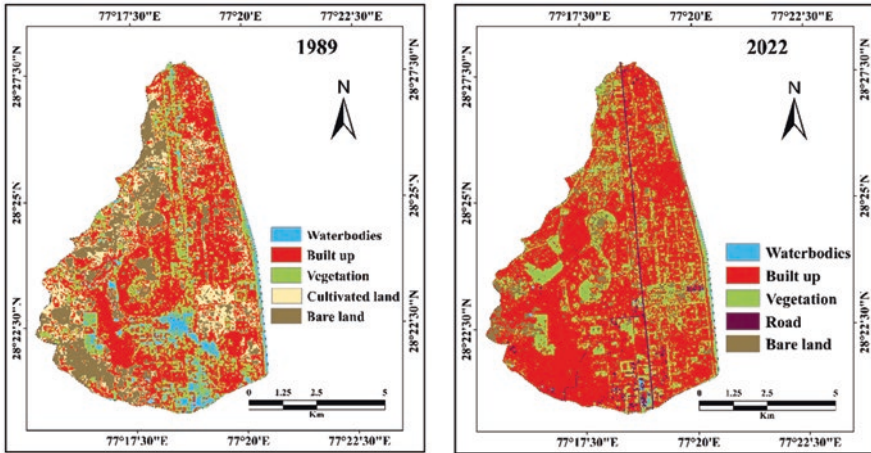 77°17'30"E 77°20'E 77°22'30"E
1989
N
28°27'30"N
28°25'N
28°22'30"N
28°27'30"N
28°25'N
28°22'30"N
Waterbodies
Built up
Vegetation
Cultivated land
Bare land
0 1.25 2.5 5
Km
77°17'30"E 77°20'E 77°22'30"E
77°17'30"E 77°20'E 77°22'30"E
2022
N
28°27'30"N
28°25'N
28°22'30"N
28°27'30"N
28°25'N
28°22'30"N
Waterbodies
Built up
Vegetation
Road
Bare land
0 1.25 2.5 5
Km
77°17'30"E 77°20'E 77°22'30"E